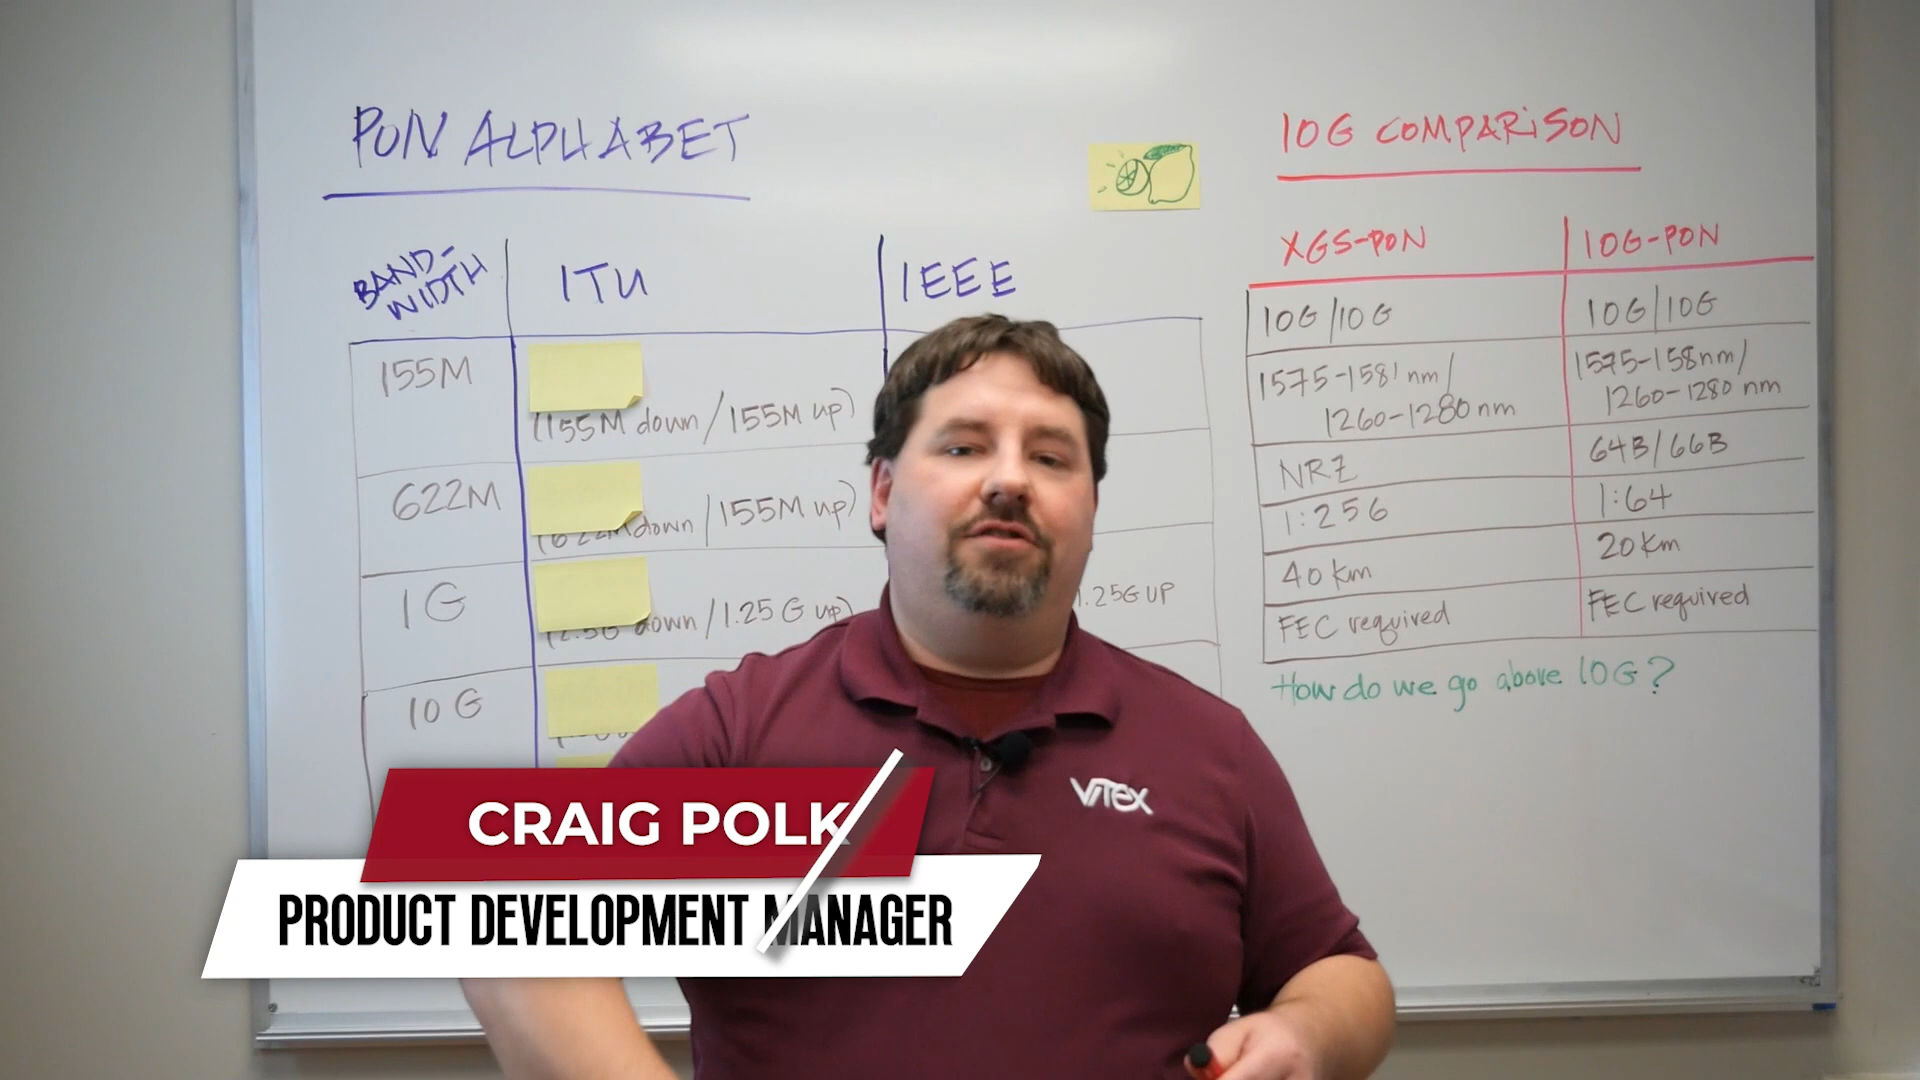 PON ALPHABET
BAND-
WIDTH
ITU
IEEE
155M
(155M down / 155M up)
622M
down / 155M up)
1G
down / 1.25G up)
1.25G UP
10G
10G COMPARISON
XGS-PON
10G-PON
10G/10G
10G/10G
1575-1581 nm/
1260-1280 nm
1575-158nm/
1260-1280 nm
NRZ
64B/66B
1:256
1:64
40 km
20 km
FEC required
FEC required
How do we go above 10G?
ViTEX
CRAIG POLK
PRODUCT DEVELOPMENT MANAGER